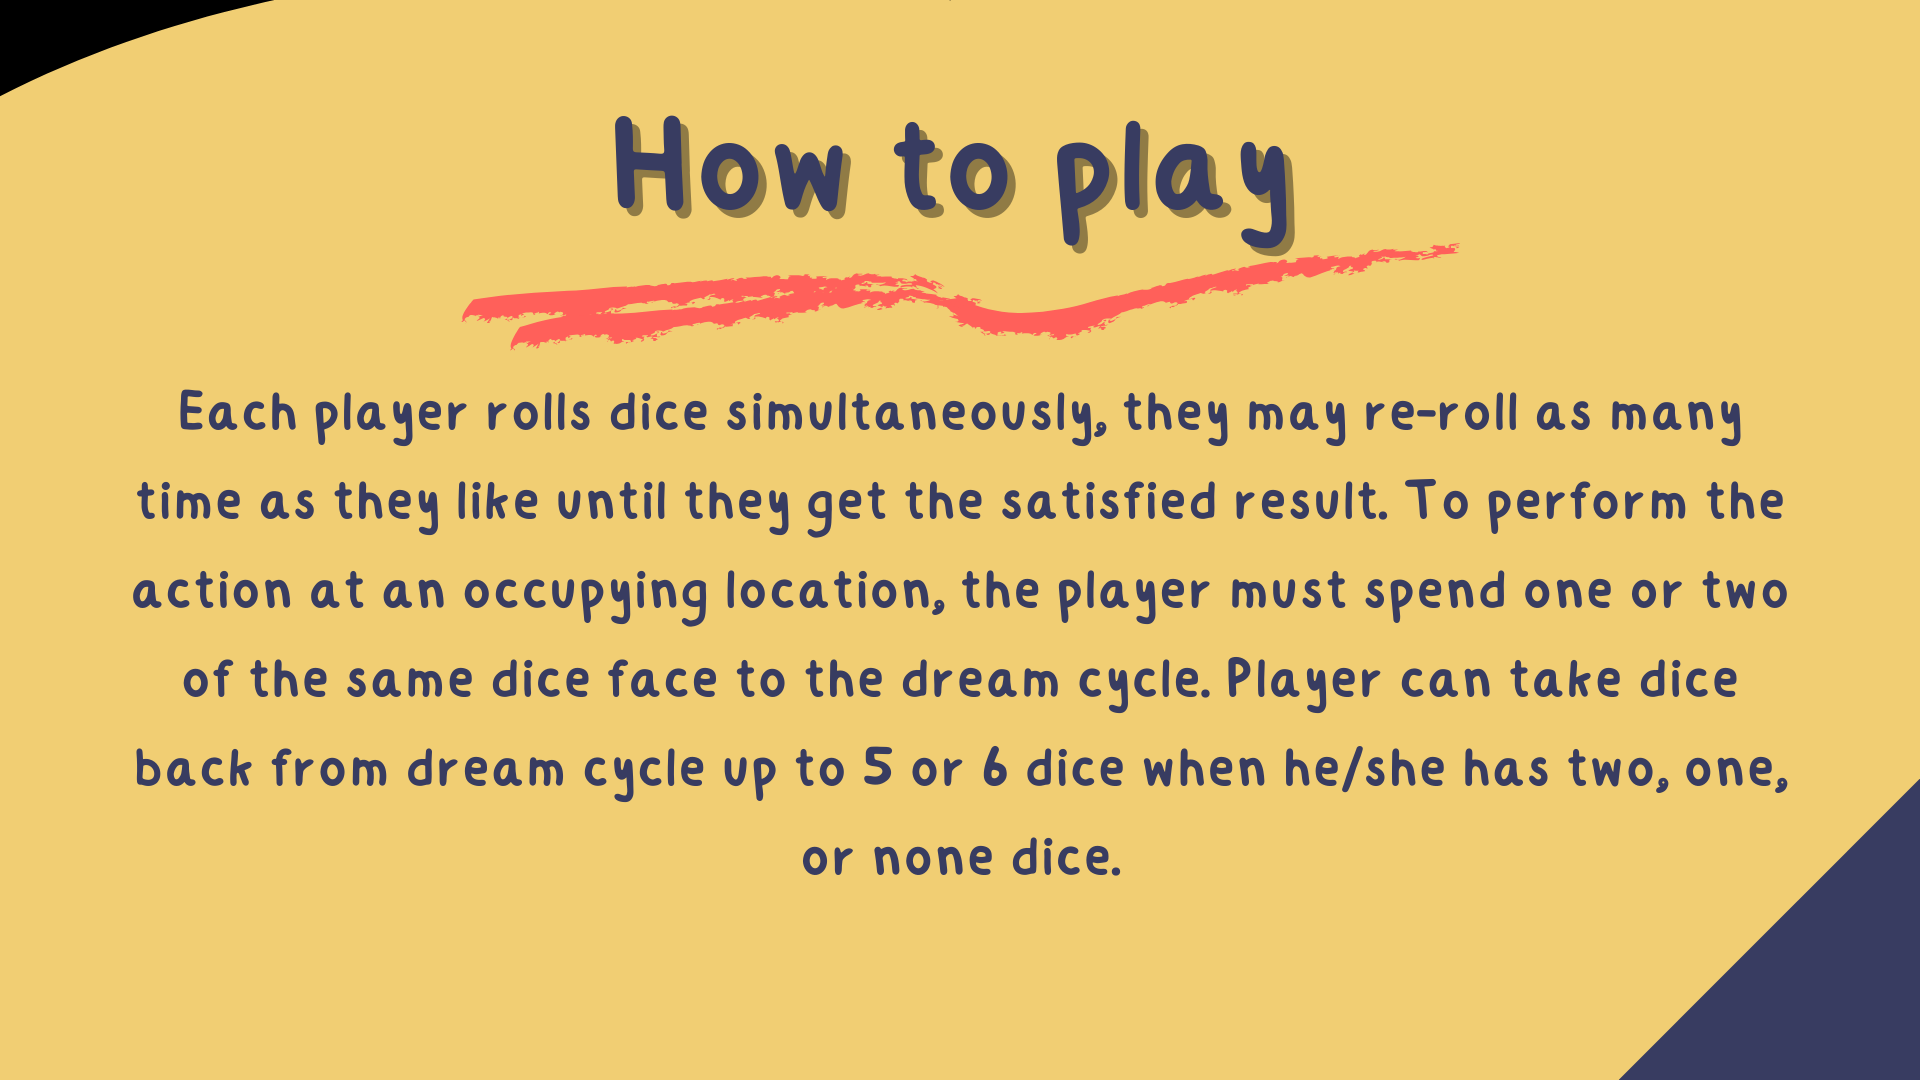 How to play
Each player rolls dice simultaneously, they may re-roll as many
time as they like until they get the satisfied result. To perform the
action at an occupying location, the player must spend one or two
of the same dice face to the dream cycle. Player can take dice
back from dream cycle up to 5 or 6 dice when he/she has two, one,
or none dice.